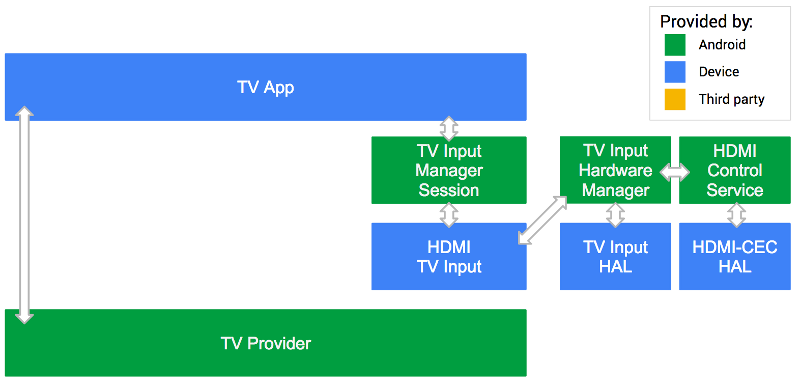 Provided by:
Android
Device
Third party
TV App
TV Input
Manager
Session
TV Input
Hardware
Manager
HDMI
Control
Service
HDMI
TV Input
TV Input
HAL
HDMI-CEC
HAL
TV Provider